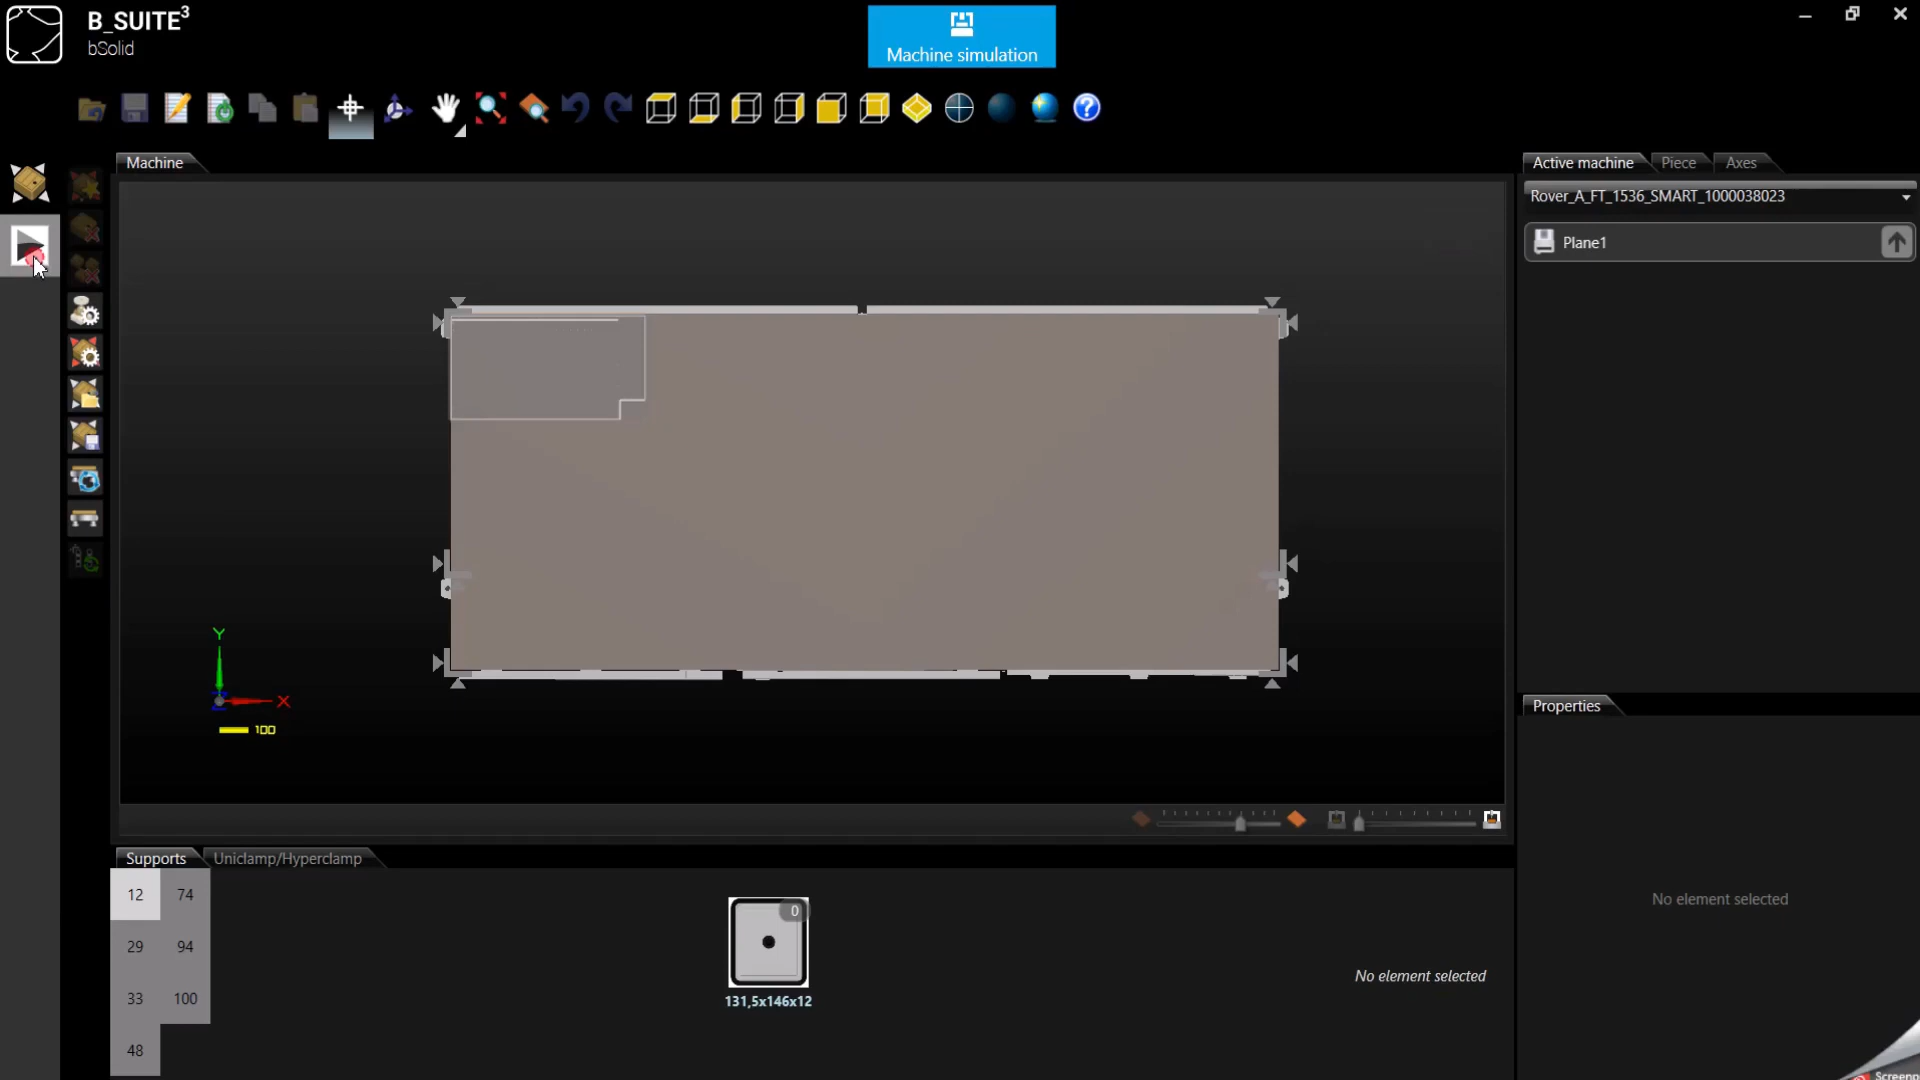 B_SUITE³
bSolid
Machine simulation
Machine
Active machine
Piece
Axes
Rover_A_FT_1536_SMART_1000038023
Plane1
Y
X
100
Properties
No element selected
Supports
Uniclamp/Hyperclamp
12
74
29
94
33
100
48
0
131,5x146x12
No element selected